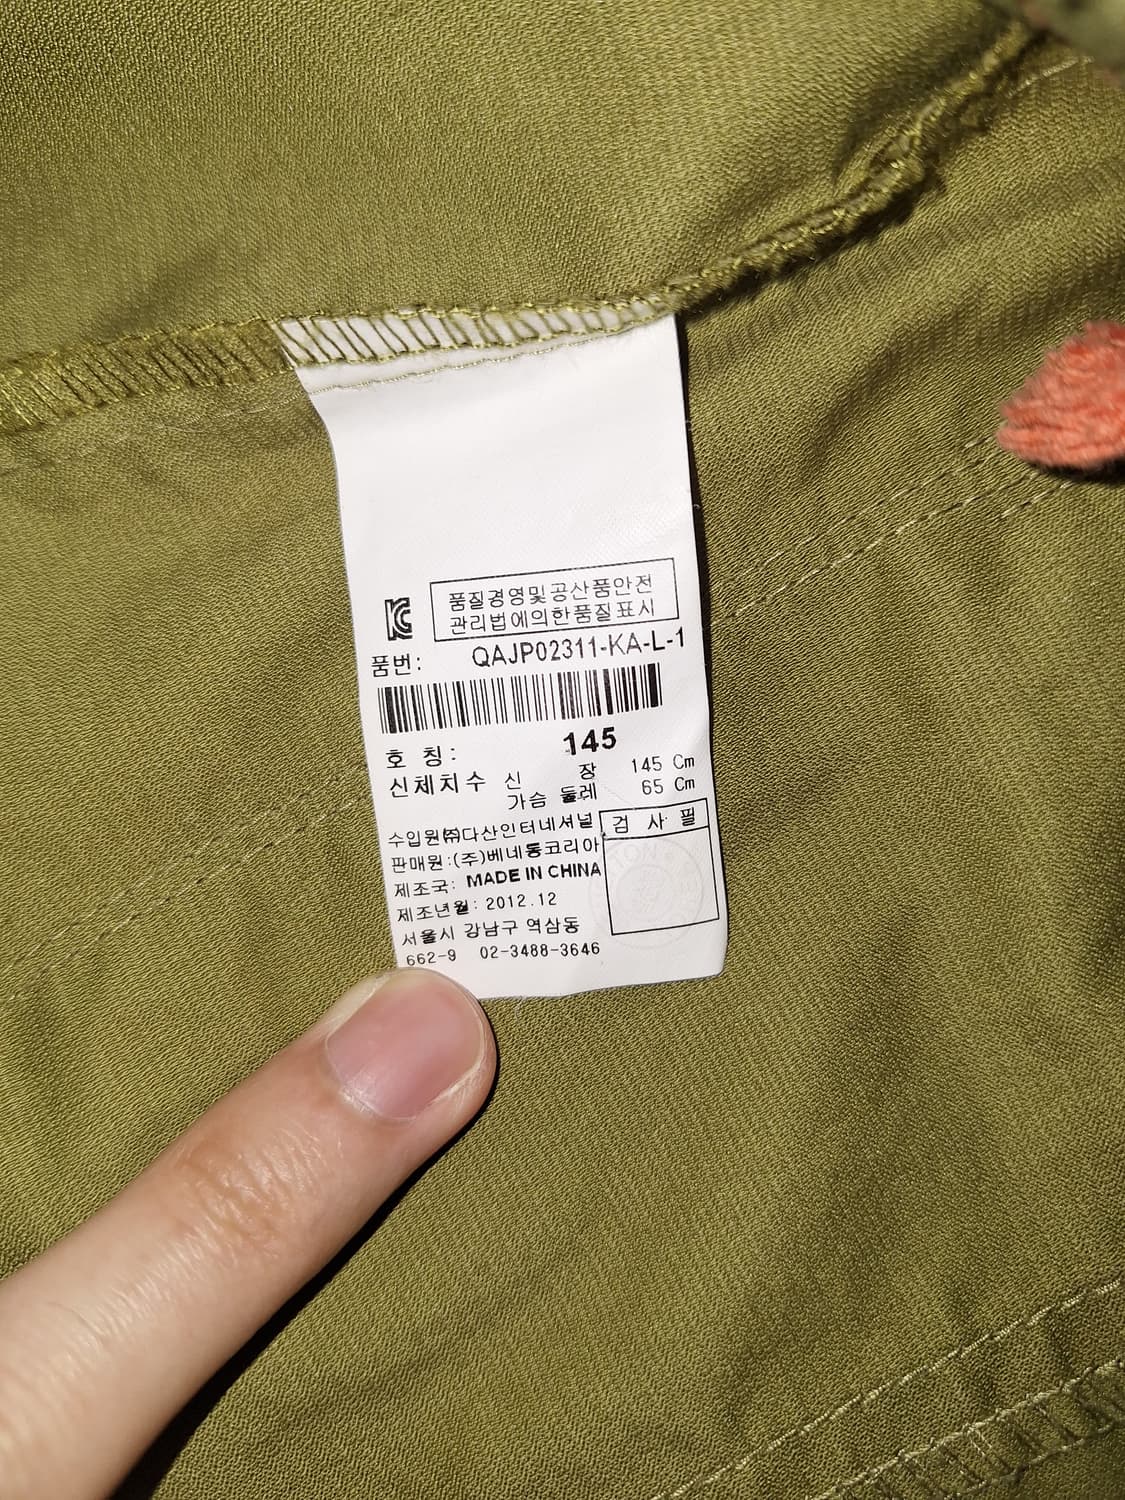 품질경영및공산품안전
관리법에의한품질표시
품번: QAJP02311-KA-L-1
호 칭: 145
신체치수 신 장 145 Cm
가슴 둘레 65 Cm
수입원㈜다산인터네셔널
검 사 필
판매원:(주)베네통코리아
제조국: MADE IN CHINA
제조년월: 2012.12
서울시 강남구 역삼동
662-9 02-3488-3646